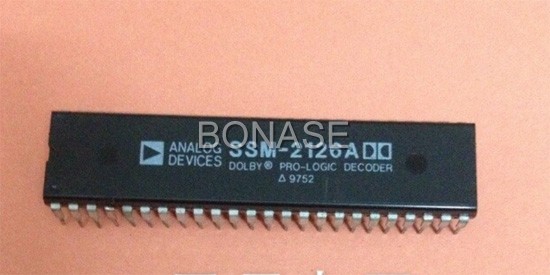 BONASE
ANALOG DEVICES
SSM-2126A
DOLBY® PRO-LOGIC DECODER
△ 9752